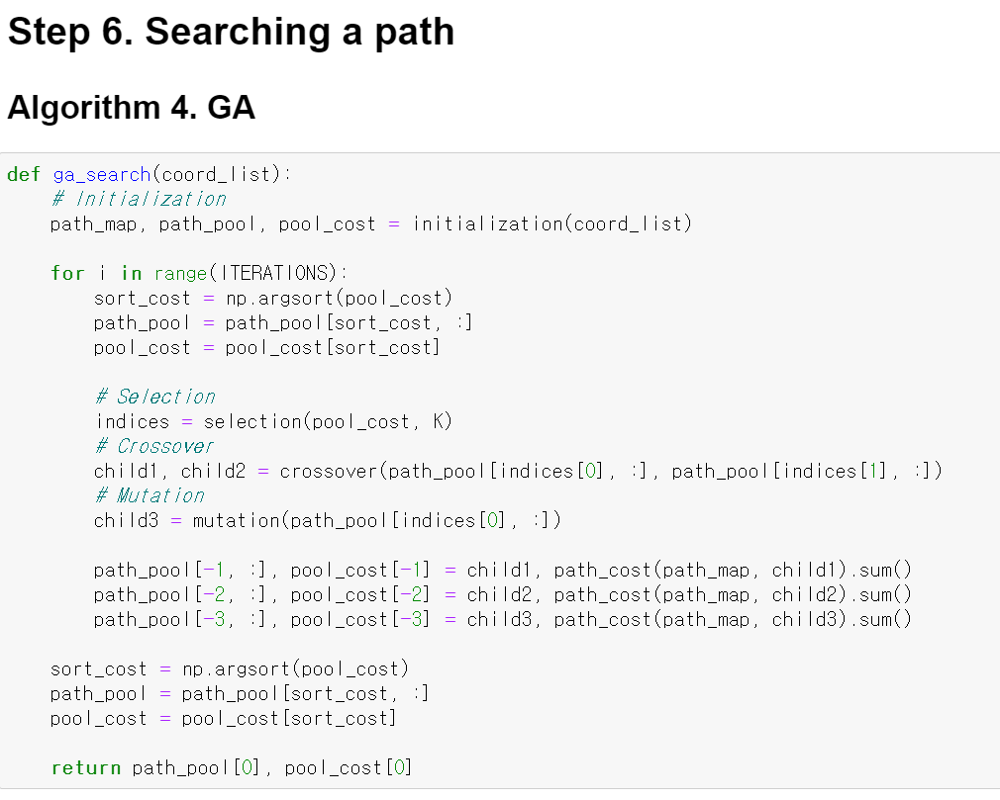 Step 6. Searching a path
Algorithm 4. GA
def ga_search(coord_list):
    # Initialization
    path_map, path_pool, pool_cost = initialization(coord_list)
    for i in range(ITERATIONS):
        sort_cost = np.argsort(pool_cost)
        path_pool = path_pool[sort_cost, :]
        pool_cost = pool_cost[sort_cost]
        # Selection
        indices = selection(pool_cost, K)
        # Crossover
        child1, child2 = crossover(path_pool[indices[0], :], path_pool[indices[1], :])
        # Mutation
        child3 = mutation(path_pool[indices[0], :])
        path_pool[-1, :], pool_cost[-1] = child1, path_cost(path_map, child1).sum()
        path_pool[-2, :], pool_cost[-2] = child2, path_cost(path_map, child2).sum()
        path_pool[-3, :], pool_cost[-3] = child3, path_cost(path_map, child3).sum()
    sort_cost = np.argsort(pool_cost)
    path_pool = path_pool[sort_cost, :]
    pool_cost = pool_cost[sort_cost]
    return path_pool[0], pool_cost[0]